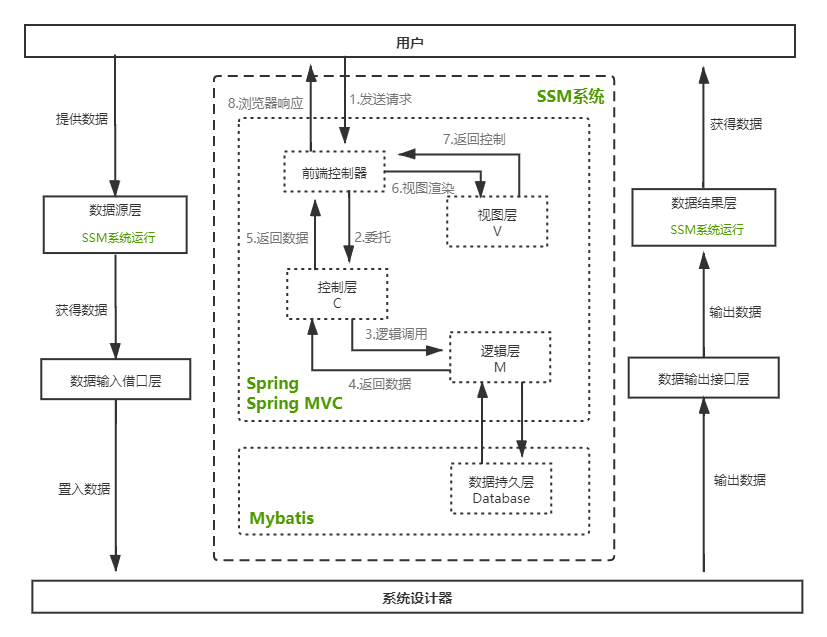 用户
8.浏览器响应
1.发送请求
SSM系统
提供数据
获得数据
7.返回控制
前端控制器
6.视图渲染
数据源层
SSM系统运行
视图层
V
数据结果层
SSM系统运行
5.返回数据
2.委托
控制层
C
获得数据
输出数据
3.逻辑调用
逻辑层
M
数据输入借口层
4.返回数据
数据输出接口层
Spring
Spring MVC
置入数据
数据持久层
Database
输出数据
Mybatis
系统设计器